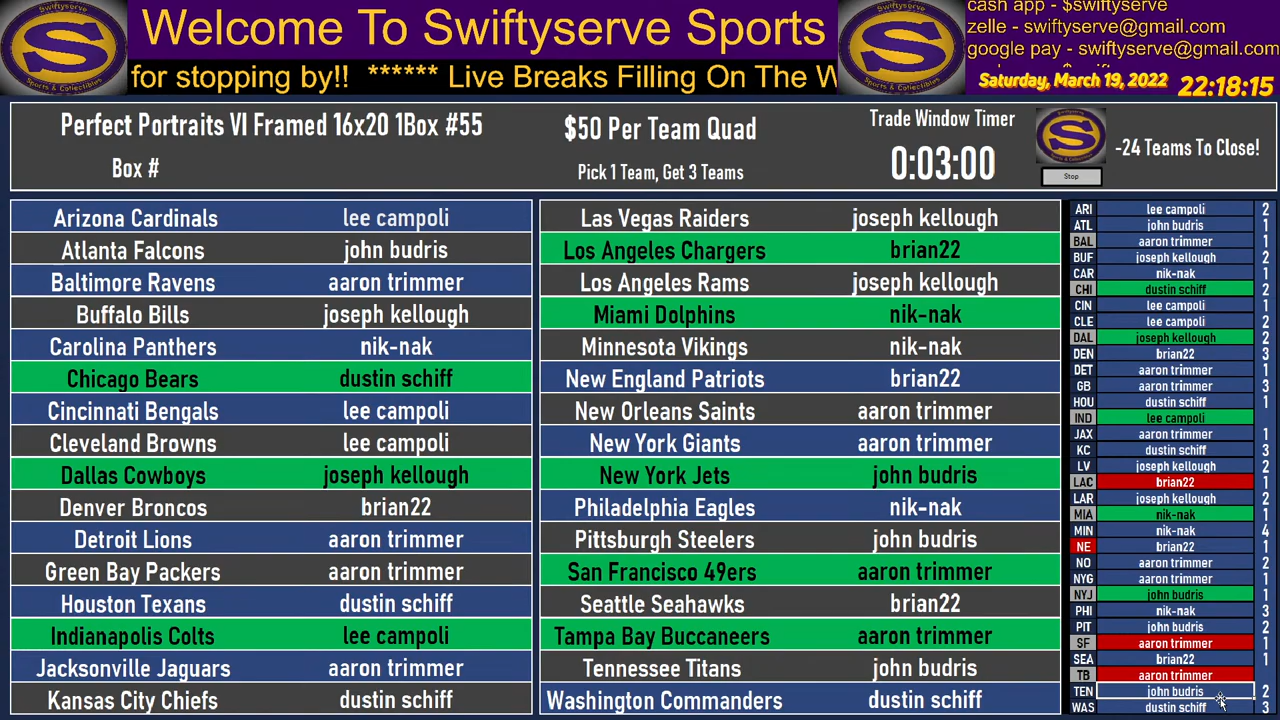 Welcome To Swiftyserve Sports
for stopping by!! ****** Live Breaks Filling On The W
cash app - $swiftyserve
zelle - swiftyserve@gmail.com
google pay - swiftyserve@gmail.com
Saturday, March 19, 2022 22:18:15
Perfect Portraits VI Framed 16x20 1Box #55
Box #
$50 Per Team Quad
Pick 1 Team, Get 3 Teams
Trade Window Timer
0:03:00
Stop
-24 Teams To Close!
Arizona Cardinals lee campoli
Atlanta Falcons john budris
Baltimore Ravens aaron trimmer
Buffalo Bills joseph kellough
Carolina Panthers nik-nak
Chicago Bears dustin schiff
Cincinnati Bengals lee campoli
Cleveland Browns lee campoli
Dallas Cowboys joseph kellough
Denver Broncos brian22
Detroit Lions aaron trimmer
Green Bay Packers aaron trimmer
Houston Texans dustin schiff
Indianapolis Colts lee campoli
Jacksonville Jaguars aaron trimmer
Kansas City Chiefs dustin schiff
Las Vegas Raiders joseph kellough
Los Angeles Chargers brian22
Los Angeles Rams joseph kellough
Miami Dolphins nik-nak
Minnesota Vikings nik-nak
New England Patriots brian22
New Orleans Saints aaron trimmer
New York Giants aaron trimmer
New York Jets john budris
Philadelphia Eagles nik-nak
Pittsburgh Steelers john budris
San Francisco 49ers aaron trimmer
Seattle Seahawks brian22
Tampa Bay Buccaneers aaron trimmer
Tennessee Titans john budris
Washington Commanders dustin schiff
ARI lee campoli 2
ATL john budris 1
BAL aaron trimmer 1
BUF joseph kellough 2
CAR nik-nak 1
CHI dustin schiff 2
CIN lee campoli 1
CLE lee campoli 2
DAL joseph kellough 2
DEN brian22 3
DET aaron trimmer 1
GB aaron trimmer 3
HOU dustin schiff 1
IND lee campoli
JAX aaron trimmer 1
KC dustin schiff 3
LV joseph kellough 2
LAC brian22 1
LAR joseph kellough 2
MIA nik-nak 1
MIN nik-nak 4
NE brian22 1
NO aaron trimmer 2
NYG aaron trimmer 1
NYJ john budris 1
PHI nik-nak 3
PIT john budris 2
SF aaron trimmer 1
SEA brian22 1
TB aaron trimmer
TEN john budris 2
WAS dustin schiff 3